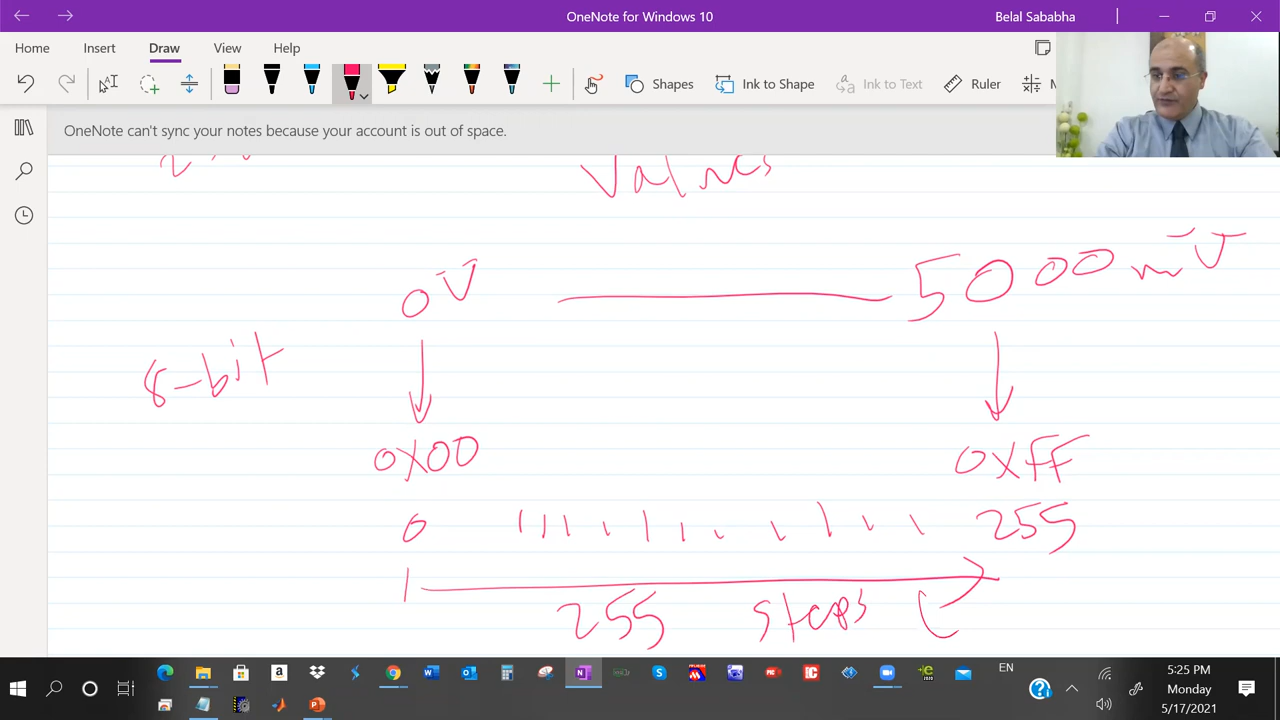 OneNote for Windows 10
Belal Sababha
Home Insert Draw View Help
Shapes Ink to Shape Ink to Text Ruler M
OneNote can't sync your notes because your account is out of space.
Values
0V 5000mV
8-bit
0x00 0xFF
0 255
255 steps
EN
5:25 PM
Monday
5/17/2021